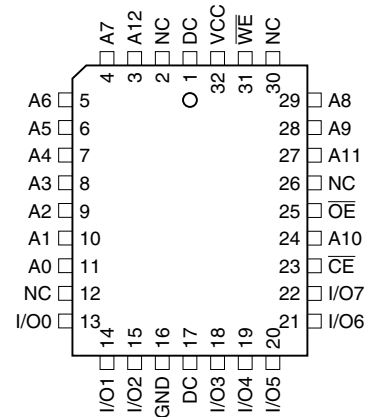 A7 A12 NC DC VCC W̅E̅ NC
4 3 2 1 32 31 30
A6 5 29 A8
A5 6 28 A9
A4 7 27 A11
A3 8 26 NC
A2 9 25 O̅E̅
A1 10 24 A10
A0 11 23 C̅E̅
NC 12 22 I/O7
I/O0 13 21 I/O6
14 15 16 17 18 19 20
I/O1 I/O2 GND DC I/O3 I/O4 I/O5